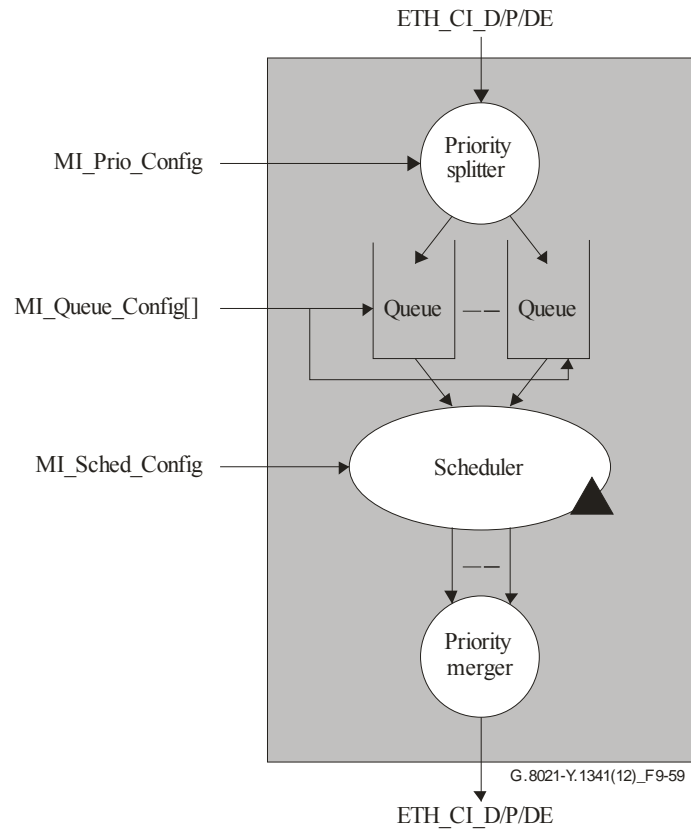 ETH_CI_D/P/DE
Priority
splitter
MI_Prio_Config
MI_Queue_Config[]
Queue
Queue
MI_Sched_Config
Scheduler
Priority
merger
G.8021-Y.1341(12)_F9-59
ETH_CI_D/P/DE